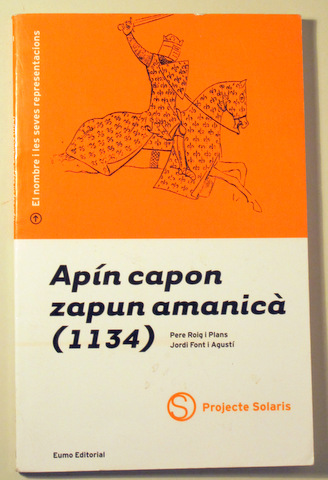 El nombre i les seves representacions
Apín capon
zapun amanicà
(1134)
Pere Roig i Plans
Jordi Font i Agustí
S
Projecte Solaris
Eumo Editorial